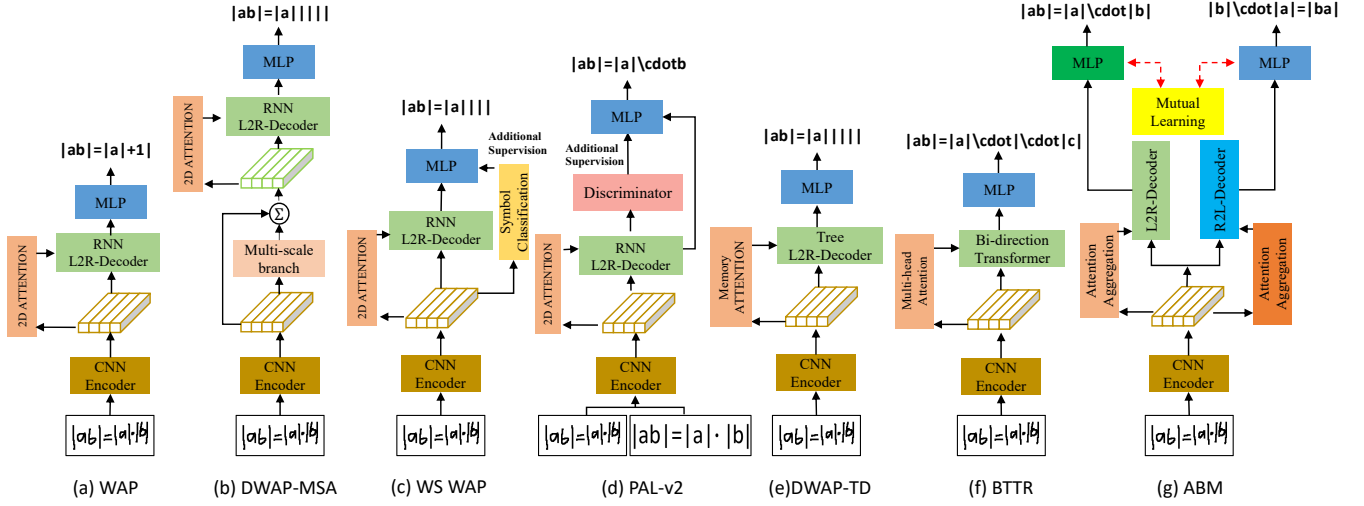 |ab|=|a|+1|
MLP
RNN
L2R-Decoder
2D ATTENTION
CNN
Encoder
|ab|=|a|·|b|
(a) WAP
|ab|=|a|||||
MLP
RNN
L2R-Decoder
2D ATTENTION
Σ
Multi-scale
branch
CNN
Encoder
|ab|=|a|·|b|
(b) DWAP-MSA
|ab|=|a||||
Additional
Supervision
MLP
Symbol
Classification
RNN
L2R-Decoder
2D ATTENTION
CNN
Encoder
|ab|=|a|·|b|
(c) WS WAP
|ab|=|a|\cdotb
MLP
Additional
Supervision
Discriminator
RNN
L2R-Decoder
2D ATTENTION
CNN
Encoder
|ab|=|a|·|b|
|ab|=|a|·|b|
(d) PAL-v2
|ab|=|a|||||
MLP
Tree
L2R-Decoder
Memory
ATTENTION
CNN
Encoder
|ab|=|a|·|b|
(e)DWAP-TD
|ab|=|a|\cdot|\cdot|c|
MLP
Bi-direction
Transformer
Multi-head
Attention
CNN
Encoder
|ab|=|a|·|b|
(f) BTTR
|ab|=|a|\cdot|b|
|b|\cdot|a|=|ba|
MLP
MLP
Mutual
Learning
L2R-Decoder
R2L-Decoder
Attention
Aggregation
Attention
Aggregation
CNN
Encoder
|ab|=|a|·|b|
(g) ABM